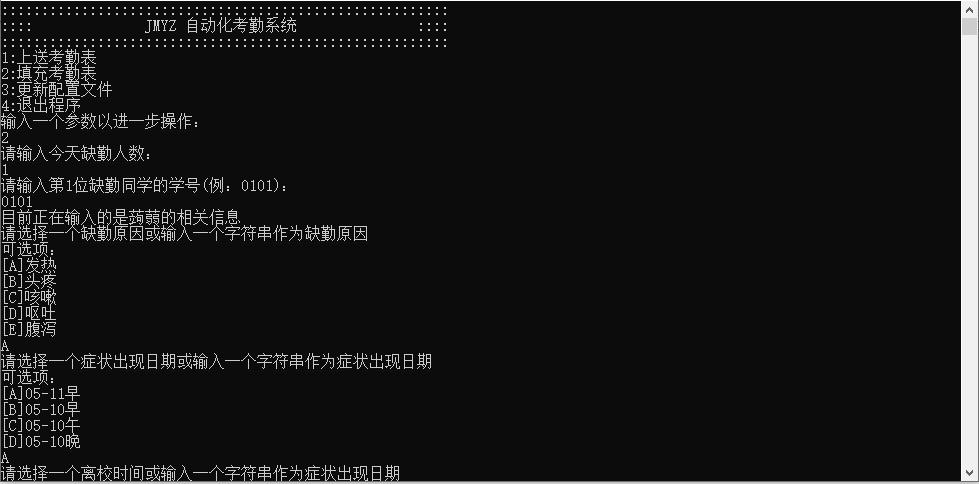 ::::::::::::::::::::::::::::::::::::::::::::::::::::::::
:::: JMYZ 自动化考勤系统 ::::
::::::::::::::::::::::::::::::::::::::::::::::::::::::::
1:上送考勤表
2:填充考勤表
3:更新配置文件
4:退出程序
输入一个参数以进一步操作:
2
请输入今天缺勤人数:
1
请输入第1位缺勤同学的学号(例: 0101):
0101
目前正在输入的是蒟蒻的相关信息
请选择一个缺勤原因或输入一个字符串作为缺勤原因
可选项:
[A]发热
[B]头疼
[C]咳嗽
[D]呕吐
[E]腹泻
A
请选择一个症状出现日期或输入一个字符串作为症状出现日期
可选项:
[A]05-11早
[B]05-10早
[C]05-10午
[D]05-10晚
A
请选择一个离校时间或输入一个字符串作为症状出现日期